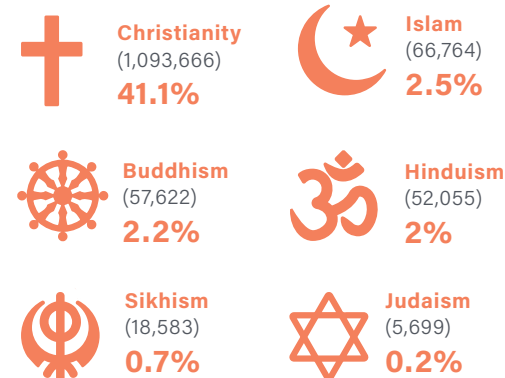 Christianity
(1,093,666)
41.1%
Islam
(66,764)
2.5%
Buddhism
(57,622)
2.2%
Hinduism
(52,055)
2%
Sikhism
(18,583)
0.7%
Judaism
(5,699)
0.2%